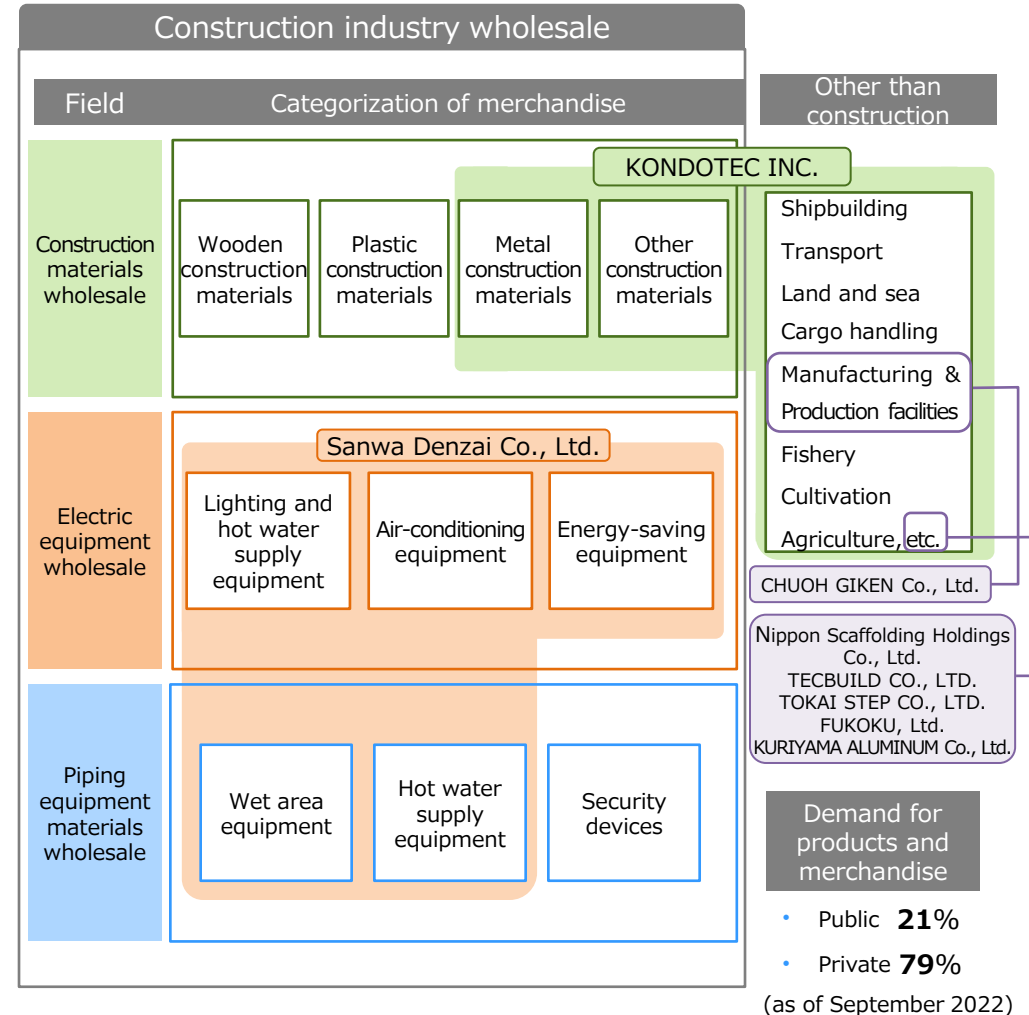 Construction industry wholesale
Field
Categorization of merchandise
Other than
construction
KONDOTEC INC.
Construction
materials
wholesale
Wooden
construction
materials
Plastic
construction
materials
Metal
construction
materials
Other
construction
materials
Shipbuilding
Transport
Land and sea
Cargo handling
Manufacturing &
Production facilities
Fishery
Cultivation
Agriculture, etc.
Sanwa Denzai Co., Ltd.
Electric
equipment
wholesale
Lighting and
hot water
supply
equipment
Air-conditioning
equipment
Energy-saving
equipment
CHUOH GIKEN Co., Ltd.
Nippon Scaffolding Holdings
Co., Ltd.
TECBUILD CO., LTD.
TOKAI STEP CO., LTD.
FUKOKU, Ltd.
KURIYAMA ALUMINUM Co., Ltd.
Piping
equipment
materials
wholesale
Wet area
equipment
Hot water
supply
equipment
Security
devices
Demand for
products and
merchandise
• Public 21%
• Private 79%
(as of September 2022)